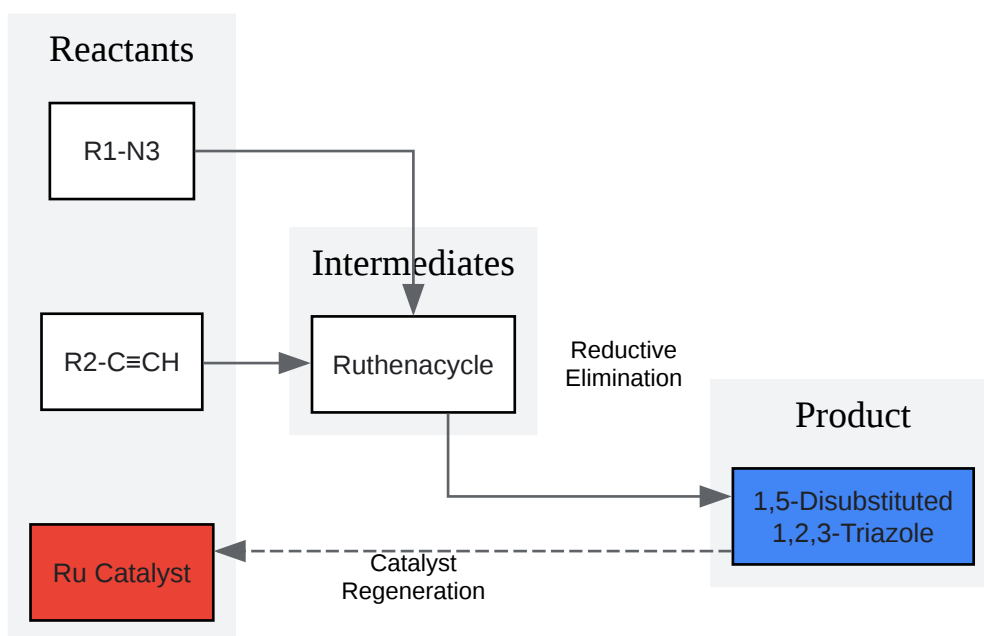 Reactants
R1-N3
Intermediates
R2-C≡CH
Ruthenacycle
Reductive
Elimination
Product
1,5-Disubstituted
1,2,3-Triazole
Ru Catalyst
Catalyst
Regeneration